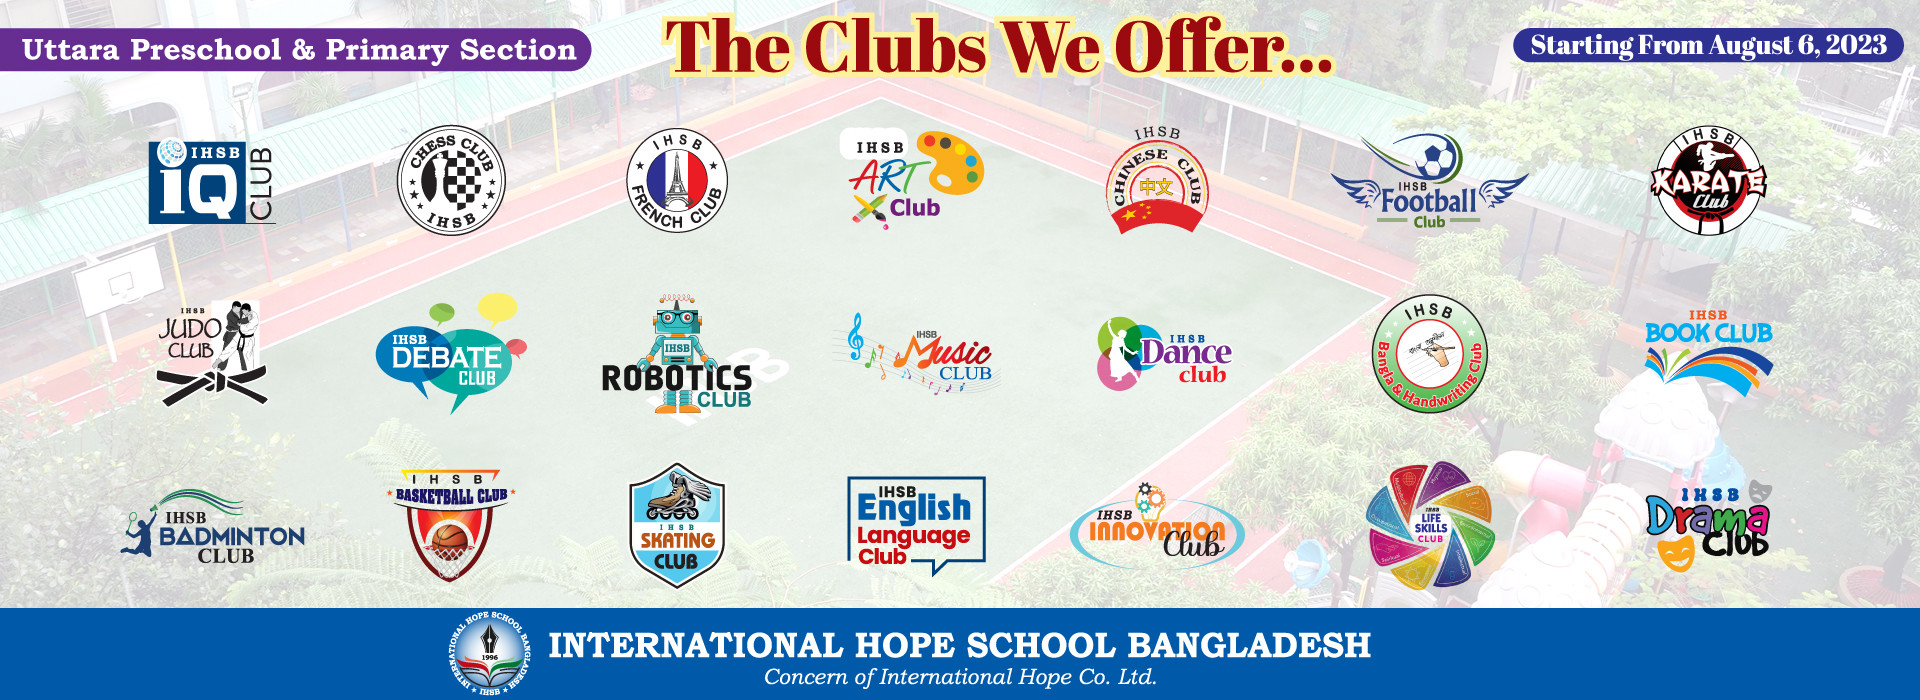 Uttara Preschool & Primary Section
The Clubs We Offer...
Starting From August 6, 2023
IHSB
iQ
CLUB
CHESS CLUB
IHSB
IHSB
FRENCH CLUB
IHSB
ART
Club
IHSB
CHINESE CLUB
中文
IHSB
Football
Club
IHSB
KARATE
Club
IHSB
JUDO
CLUB
IHSB
DEBATE
CLUB
IHSB
ROBOTICS
CLUB
IHSB
Music
CLUB
IHSB
Dance
club
IHSB
Bangla & Handwriting Club
IHSB
BOOK CLUB
IHSB
BADMINTON
CLUB
IHSB
BASKETBALL CLUB
IHSB
SKATING
CLUB
IHSB
English
Language
Club
IHSB
INNOVATION
Club
IHSB
LIFE
SKILLS
CLUB
IHSB
Drama
Club
INTERNATIONAL HOPE SCHOOL BANGLADESH
1996
IHSB
INTERNATIONAL HOPE SCHOOL BANGLADESH
Concern of International Hope Co. Ltd.